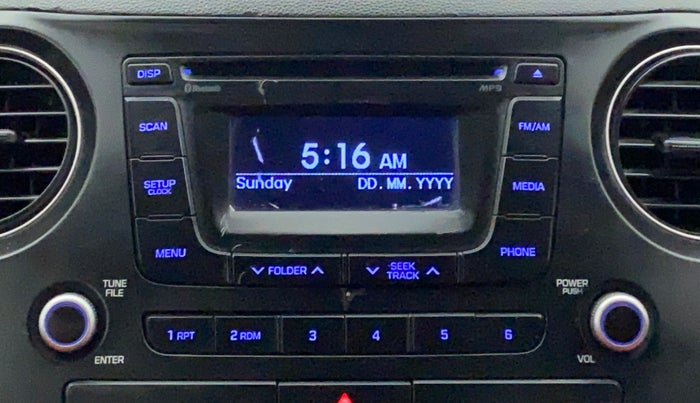 DISP
Bluetooth
MP3
SCAN
FM/AM
5:16 AM
Sunday DD.MM.YYYY
SETUP
CLOCK
MEDIA
MENU
PHONE
FOLDER
SEEK
TRACK
TUNE
FILE
POWER
PUSH
1 RPT
2 RDM
3
4
5
6
ENTER
VOL